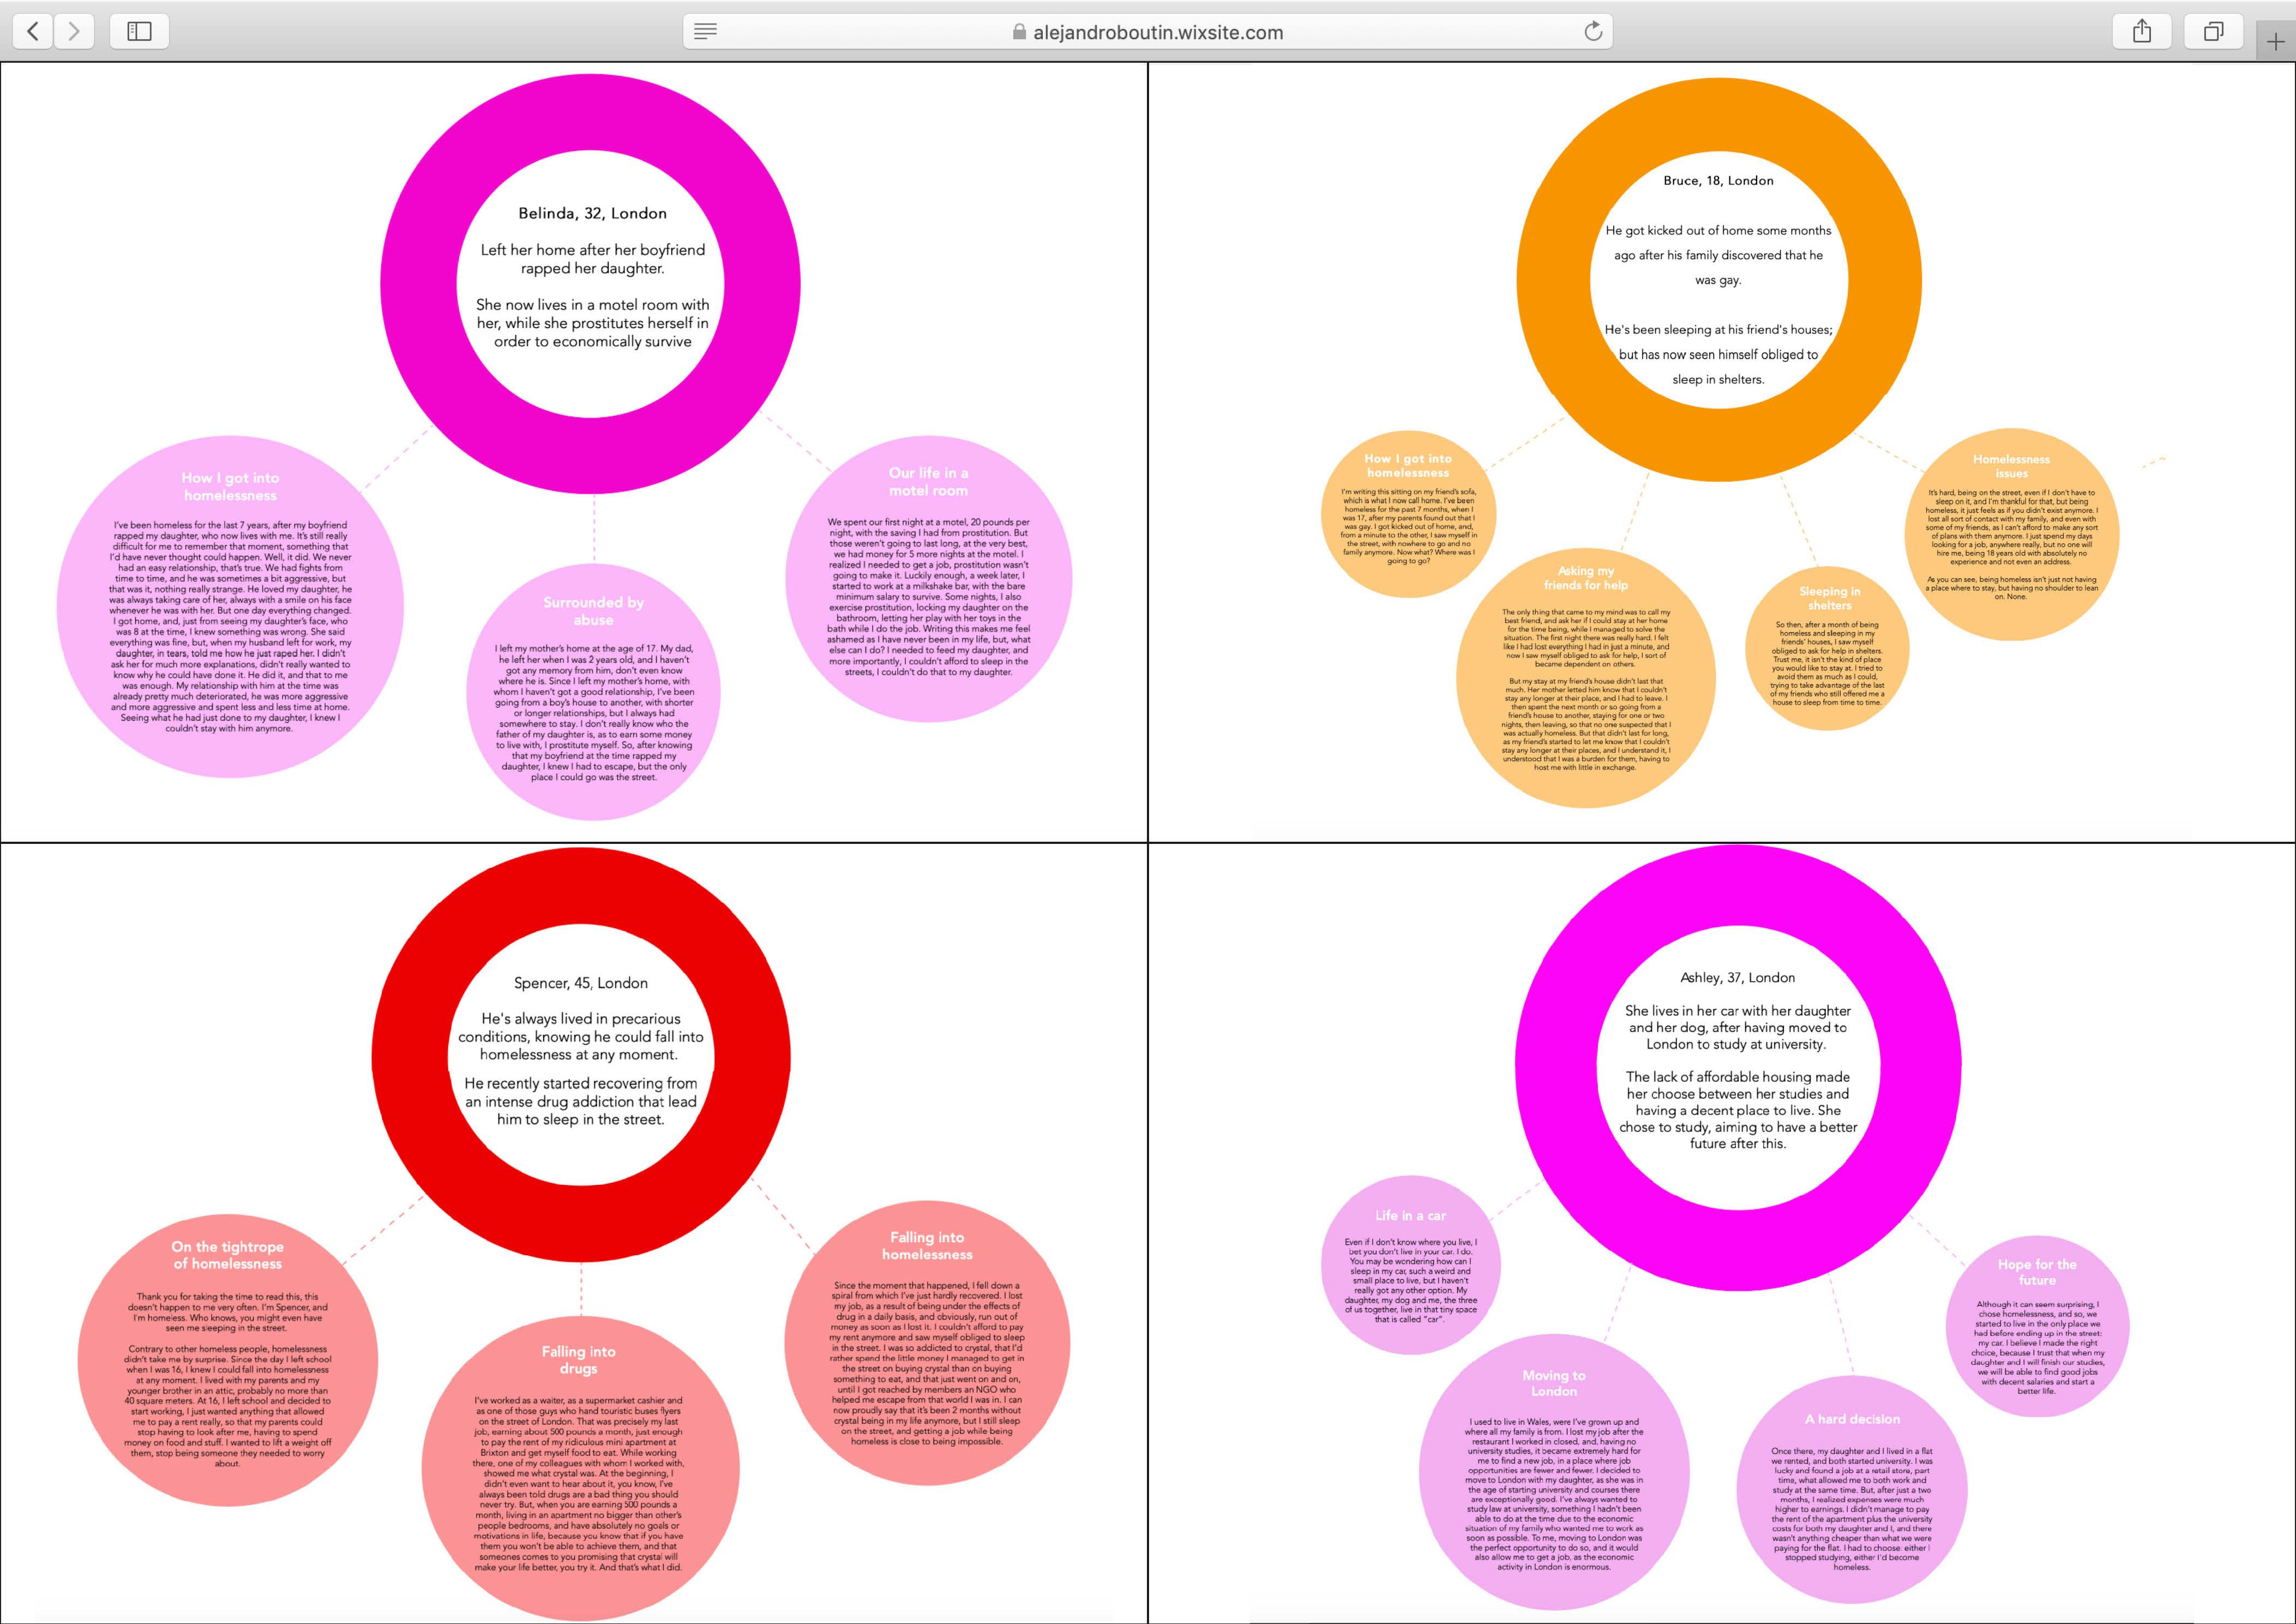 alejandroboutin.wixsite.com
Belinda, 32, London
Left her home after her boyfriend
rapped her daughter.
She now lives in a motel room with
her, while she prostitutes herself in
order to economically survive
How I got into
homelessness
I've been homeless for the last 7 years, after my boyfriend
rapped my daughter, who now lives with me. It's still really
difficult for me to remember that moment, something that
I'd have never thought could happen. Well, it did. We never
had an easy relationship, that's true. We had fights from
time to time, and he was sometimes a bit aggressive, but
that was it, nothing really strange. He loved my daughter, he
was always taking care of her, always with a smile on his face
whenever he was with her. But one day everything changed.
I got home, and, just from seeing my daughter's face, who
was 8 at the time, I knew something was wrong. She said
everything was fine, but, when my husband left for work, my
daughter, in tears, told me how he just raped her. I didn't
ask her for much more explanations, didn't really wanted to
know why he could have done it. He did it, and that to me
was enough. My relationship with him at the time was
already pretty much deteriorated, he was more aggressive
and more aggressive and spent less and less time at home.
Seeing what he had just done to my daughter, I knew I
couldn't stay with him anymore.
Surrounded by
abuse
I left my mother's home at the age of 17. My dad,
he left her when I was 2 years old, and I haven't
got any memory from him, don't even know
where he is. Since I left my mother's home, with
whom I haven't got a good relationship, I've been
going from a boy's house to another, with shorter
or longer relationships, but I always had
somewhere to stay. I don't really know who the
father of my daughter is, as to earn some money
to live with, I prostitute myself. So, after knowing
that my boyfriend at the time rapped my
daughter, I knew I had to escape, but the only
place I could go was the street.
Our life in a
motel room
We spent our first night at a motel, 20 pounds per
night, with the saving I had from prostitution. But
those weren't going to last long, at the very best,
we had money for 5 more nights at the motel. I
realized I needed to get a job, prostitution wasn't
going to make it. Luckily enough, a week later, I
started to work at a milkshake bar, with the bare
minimum salary to survive. Some nights, I also
exercise prostitution, locking my daughter on the
bathroom, letting her play with her toys in the
bath while I do the job. Writing this makes me feel
ashamed as I have never been in my life, but, what
else can I do? I needed to feed my daughter, and
more importantly, I couldn't afford to sleep in the
streets, I couldn't do that to my daughter.
Bruce, 18, London
He got kicked out of home some months
ago after his family discovered that he
was gay.
He's been sleeping at his friend's houses;
but has now seen himself obliged to
sleep in shelters.
How I got into
homelessness
I'm writing this sitting on my friend's sofa,
which is what I now call home. I've been
homeless for the past 7 months, when I
was 17, after my parents found out that I
was gay. I got kicked out of home, and,
from a minute to the other, I saw myself in
the street, with nowhere to go and no
family anymore. Now what? Where was I
going to go?
Asking my
friends for help
The only thing that came to my mind was to call my
best friend, and ask her if I could stay at her home
for the time being, while I managed to solve the
situation. The first night there was really hard. I felt
like I had lost everything I had in just a minute, and
now I saw myself obliged to ask for help, I sort of
became dependent on others.
But my stay at my friend's house didn't last that
much. Her mother letted him know that I couldn't
stay any longer at their place, and I had to leave. I
then spent the next month or so going from a
friend's house to another, staying for one or two
nights, then leaving, so that no one suspected that I
was actually homeless. But that didn't last for long,
as my friend's started to let me know that I couldn't
stay any longer at their places, and I understand it, I
understood that I was a burden for them, having to
host me with little in exchange.
Sleeping in
shelters
So then, after a month of being
homeless and sleeping in my
friends' houses, I saw myself
obliged to ask for help in shelters.
Trust me, it isn't the kind of place
you would like to stay at. I tried to
avoid them as much as I could,
trying to take advantage of the last
of my friends who still offered me a
house to sleep from time to time.
Homelessness
issues
It's hard, being on the street, even if I don't have to
sleep on it, and I'm thankful for that, but being
homeless, it just feels as if you didn't exist anymore. I
lost all sort of contact with my family, and even with
some of my friends, as I can't afford to make any sort
of plans with them anymore. I just spend my days
looking for a job, anywhere really, but no one will
hire me, being 18 years old with absolutely no
experience and not even an address.
As you can see, being homeless isn't just not having
a place where to stay, but having no shoulder to lean
on. None.
Spencer, 45, London
He's always lived in precarious
conditions, knowing he could fall into
homelessness at any moment.
He recently started recovering from
an intense drug addiction that lead
him to sleep in the street.
On the tightrope
of homelessness
Thank you for taking the time to read this, this
doesn't happen to me very often. I'm Spencer, and
I'm homeless. Who knows, you might even have
seen me sleeping in the street.
Contrary to other homeless people, homelessness
didn't take me by surprise. Since the day I left school
when I was 16, I knew I could fall into homelessness
at any moment. I lived with my parents and my
younger brother in an attic, probably no more than
40 square meters. At 16, I left school and decided to
start working, I just wanted anything that allowed
me to pay a rent really, so that my parents could
stop having to look after me, having to spend
money on food and stuff. I wanted to lift a weight off
them, stop being someone they needed to worry
about.
Falling into
drugs
I've worked as a waiter, as a supermarket cashier and
as one of those guys who hand touristic buses flyers
on the street of London. That was precisely my last
job, earning about 500 pounds a month, just enough
to pay the rent of my ridiculous mini apartment at
Brixton and get myself food to eat. While working
there, one of my colleagues with whom I worked with,
showed me what crystal was. At the beginning, I
didn't even want to hear about it, you know, I've
always been told drugs are a bad thing you should
never try. But, when you are earning 500 pounds a
month, living in an apartment no bigger than other's
people bedrooms, and have absolutely no goals or
motivations in life, because you know that if you have
them you won't be able to achieve them, and that
someones comes to you promising that crystal will
make your life better, you try it. And that's what I did.
Falling into
homelessness
Since the moment that happened, I fell down a
spiral from which I've just hardly recovered. I lost
my job, as a result of being under the effects of
drug in a daily basis, and obviously, run out of
money as soon as I lost it. I couldn't afford to pay
my rent anymore and saw myself obliged to sleep
in the street. I was so addicted to crystal, that I'd
rather spend the little money I managed to get in
the street on buying crystal than on buying
something to eat, and that just went on and on,
until I got reached by members an NGO who
helped me escape from that world I was in. I can
now proudly say that it's been 2 months without
crystal being in my life anymore, but I still sleep
on the street, and getting a job while being
homeless is close to being impossible.
Ashley, 37, London
She lives in her car with her daughter
and her dog, after having moved to
London to study at university.
The lack of affordable housing made
her choose between her studies and
having a decent place to live. She
chose to study, aiming to have a better
future after this.
Life in a car
Even if I don't know where you live, I
bet you don't live in your car. I do.
You may be wondering how can I
sleep in my car, such a weird and
small place to live, but I haven't
really got any other option. My
daughter, my dog and me, the three
of us together, live in that tiny space
that is called "car".
Moving to
London
I used to live in Wales, were I've grown up and
where all my family is from. I lost my job after the
restaurant I worked in closed, and, having no
university studies, it became extremely hard for
me to find a new job, in a place where job
opportunities are fewer and fewer. I decided to
move to London with my daughter, as she was in
the age of starting university and courses there
are exceptionally good. I've always wanted to
study law at university, something I hadn't been
able to do at the time due to the economic
situation of my family who wanted me to work as
soon as possible. To me, moving to London was
the perfect opportunity to do so, and it would
also allow me to get a job, as the economic
activity in London is enormous.
A hard decision
Once there, my daughter and I lived in a flat
we rented, and both started university. I was
lucky and found a job at a retail store, part
time, what allowed me to both work and
study at the same time. But, after just a two
months, I realized expenses were much
higher to earnings. I didn't manage to pay
the rent of the apartment plus the university
costs for both my daughter and I, and there
wasn't anything cheaper than what we were
paying for the flat. I had to choose: either I
stopped studying, either I'd become
homeless.
Hope for the
future
Although it can seem surprising, I
chose homelessness, and so, we
started to live in the only place we
had before ending up in the street:
my car. I believe I made the right
choice, because I trust that when my
daughter and I will finish our studies,
we will be able to find good jobs
with decent salaries and start a
better life.